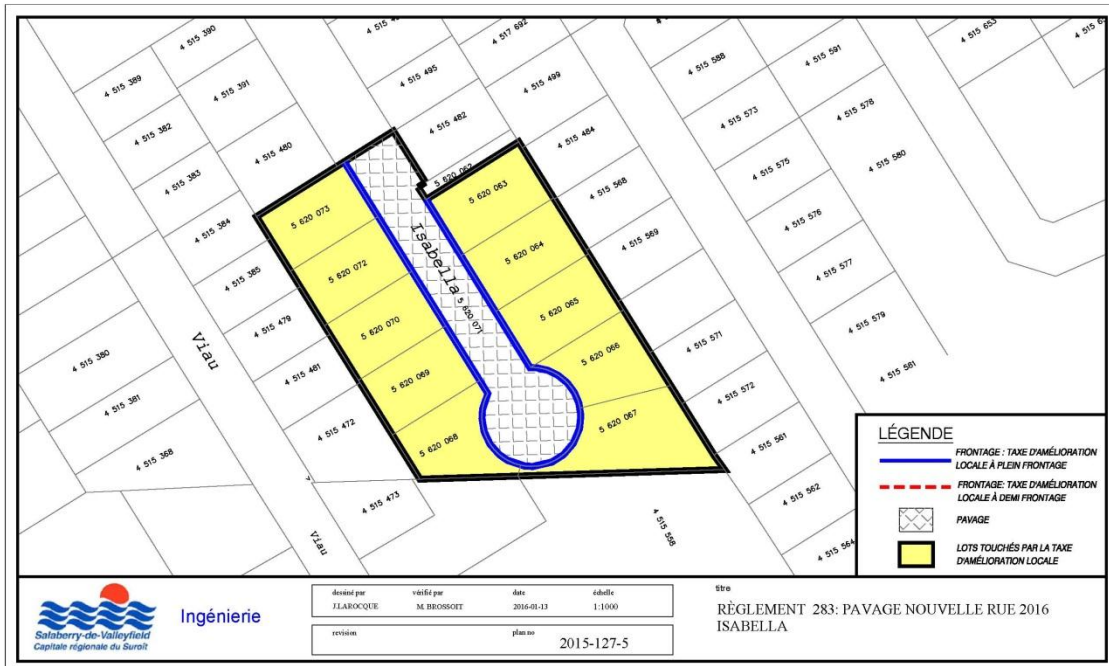 4 515 390
4 517 692
4 515 653
4 515 389
4 515 391
4 515 495
4 515 499
4 515 588
4 515 591
4 515 382
4 515 480
4 515 482
4 515 484
4 515 573
4 515 578
4 515 383
5 620 062
4 515 575
4 515 580
4 515 384
5 620 073
5 620 063
4 515 568
4 515 576
4 515 385
5 620 072
Isabella
5 620 064
4 515 569
4 515 577
4 515 479
5 620 070
5 620 071
5 620 065
4 515 579
4 515 380
Viau
4 515 481
5 620 069
5 620 066
4 515 571
4 515 581
4 515 381
4 515 472
5 620 068
5 620 067
4 515 572
4 515 368
4 515 473
4 515 561
Viau
4 515 558
4 515 562
4 515 564
LÉGENDE
FRONTAGE : TAXE D'AMÉLIORATION
LOCALE À PLEIN FRONTAGE
FRONTAGE: TAXE D'AMÉLIORATION
LOCALE À DEMI FRONTAGE
PAVAGE
LOTS TOUCHÉS PAR LA TAXE
D'AMÉLIORATION LOCALE
Salaberry-de-Valleyfield
Capitale régionale du Suroît
Ingénierie
dessiné par vérifié par date échelle
J.LAROCQUE M. BROSSOIT 2016-01-13 1:1000
revision plan no
2015-127-5
titre
RÈGLEMENT 283: PAVAGE NOUVELLE RUE 2016
ISABELLA